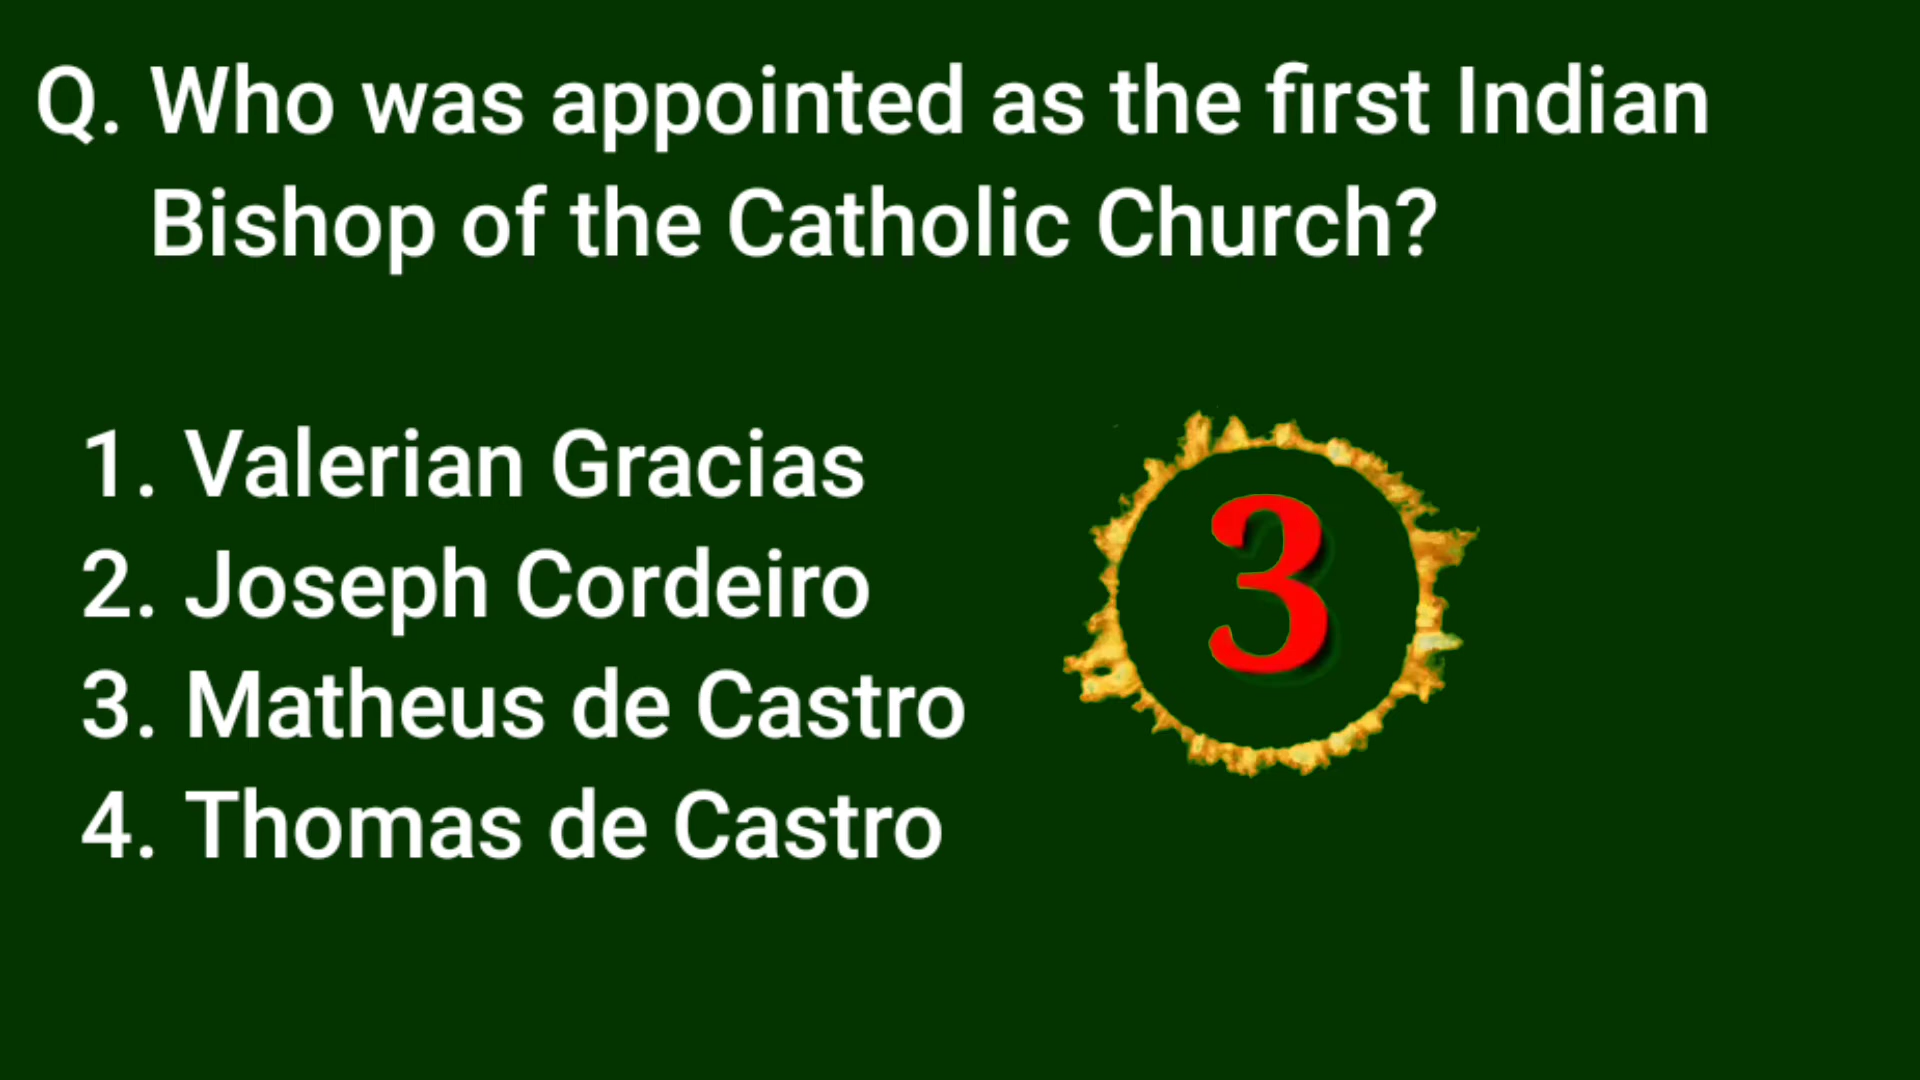 Q. Who was appointed as the first Indian
Bishop of the Catholic Church?
1. Valerian Gracias
2. Joseph Cordeiro
3. Matheus de Castro
4. Thomas de Castro
3